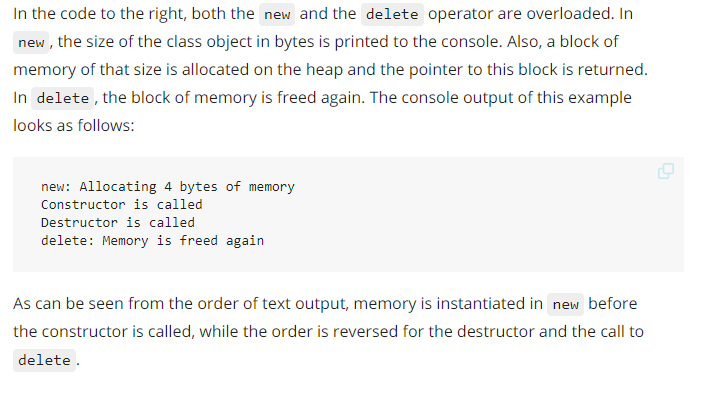 In the code to the right, both the new and the delete operator are overloaded. In
new , the size of the class object in bytes is printed to the console. Also, a block of
memory of that size is allocated on the heap and the pointer to this block is returned.
In delete , the block of memory is freed again. The console output of this example
looks as follows:
new: Allocating 4 bytes of memory
Constructor is called
Destructor is called
delete: Memory is freed again
As can be seen from the order of text output, memory is instantiated in new before
the constructor is called, while the order is reversed for the destructor and the call to
delete .